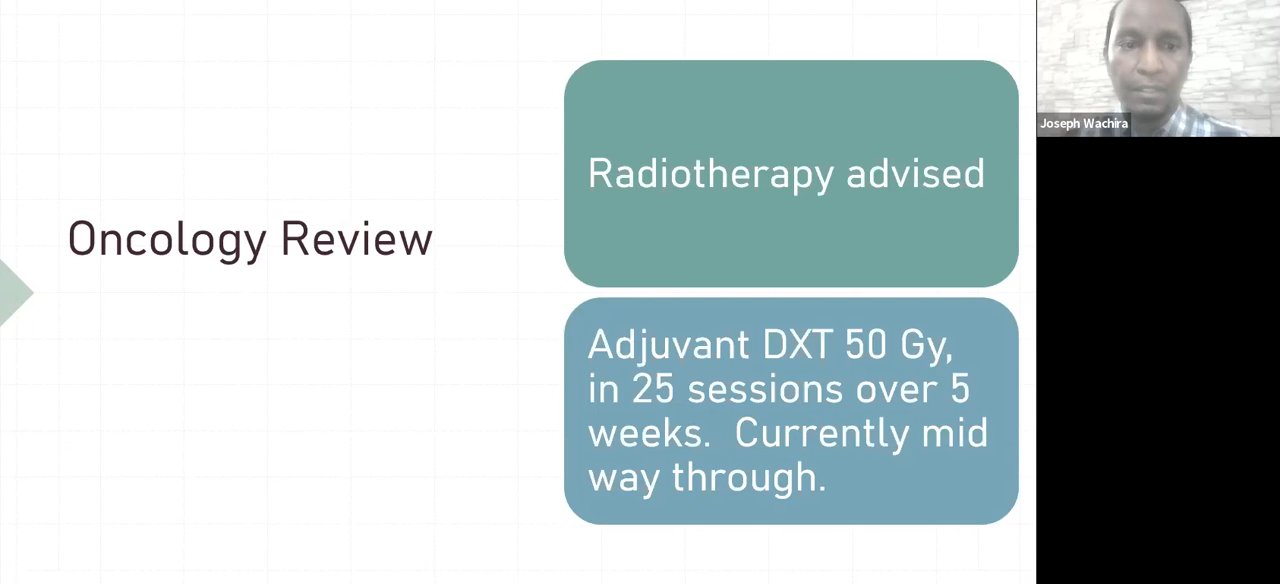 Oncology Review
Radiotherapy advised
Adjuvant DXT 50 Gy,
in 25 sessions over 5
weeks.  Currently mid
way through.
Joseph Wachira